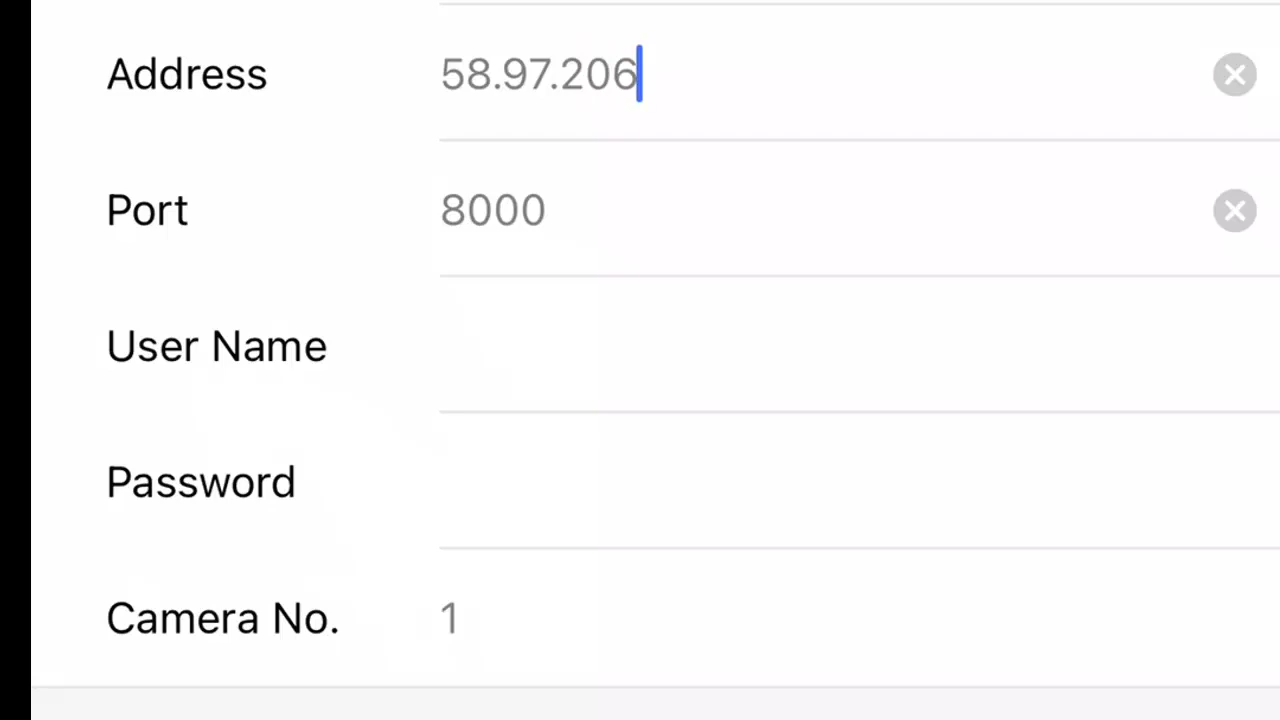 Address 58.97.206
Port 8000
User Name
Password
Camera No. 1